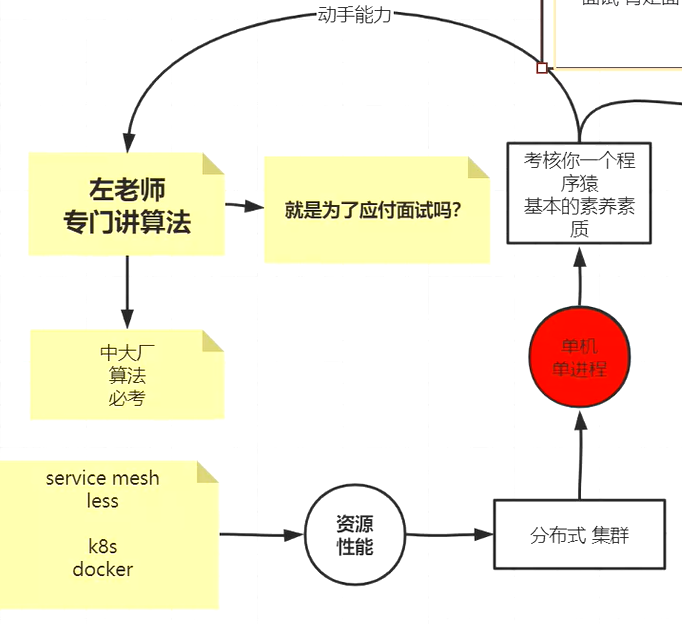 动手能力
左老师
专门讲算法
就是为了应付面试吗?
考核你一个程
序猿
基本的素养素
质
单机
单进程
中大厂
算法
必考
service mesh
less
k8s
docker
资源
性能
分布式 集群